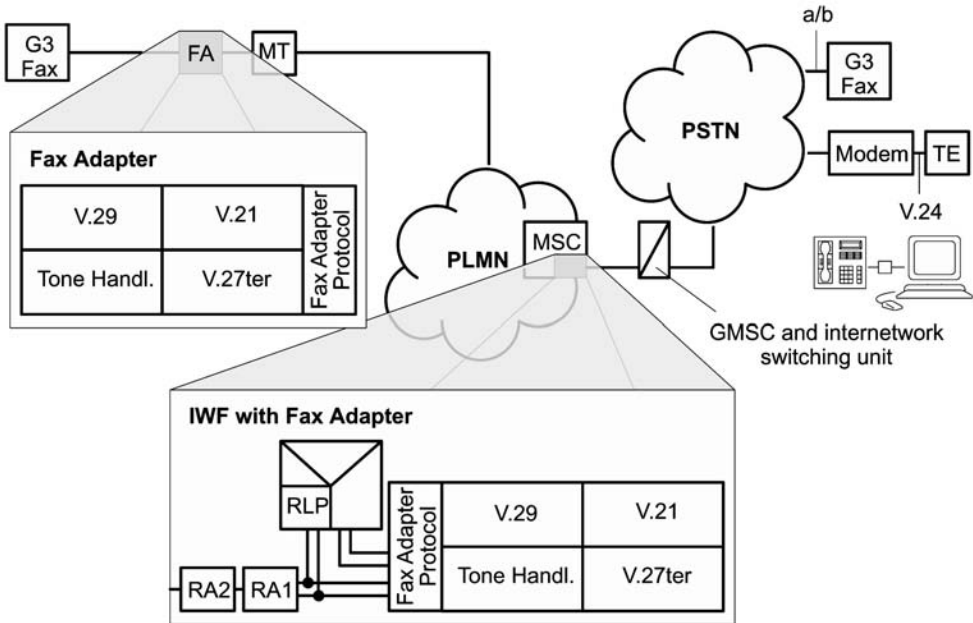 G3
Fax
FA
MT
a/b
G3
Fax
PSTN
Modem
TE
V.24
Fax Adapter
V.29
V.21
Tone Handl.
V.27ter
Fax Adapter
Protocol
PLMN
MSC
GMSC and internetwork
switching unit
IWF with Fax Adapter
RLP
RA2
RA1
Fax Adapter
Protocol
V.29
V.21
Tone Handl.
V.27ter